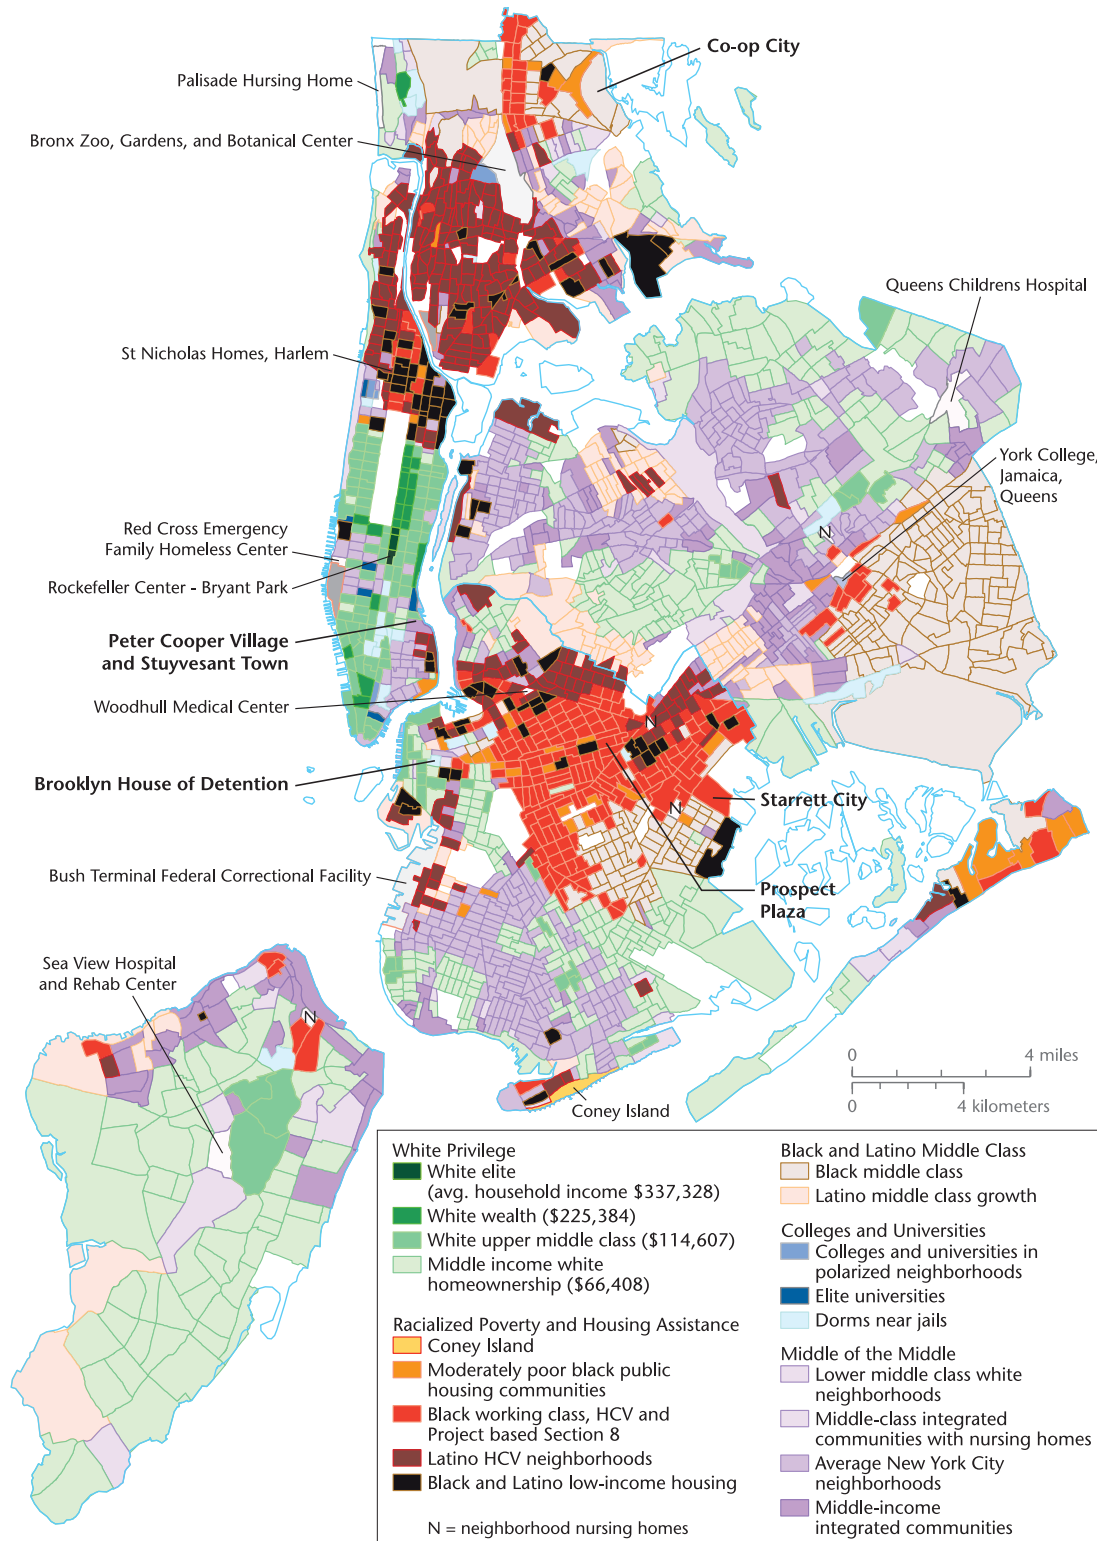 Co-op City
Palisade Hursing Home
Bronx Zoo, Gardens, and Botanical Center
Queens Childrens Hospital
St Nicholas Homes, Harlem
York College,
Jamaica,
Queens
N
Red Cross Emergency
Family Homeless Center
Rockefeller Center - Bryant Park
Peter Cooper Village
and Stuyvesant Town
Woodhull Medical Center
N
Brooklyn House of Detention
Starrett City
N
Bush Terminal Federal Correctional Facility
Prospect
Plaza
Sea View Hospital
and Rehab Center
N
0 4 miles
0 4 kilometers
Coney Island
White Privilege
White elite
(avg. household income $337,328)
White wealth ($225,384)
White upper middle class ($114,607)
Middle income white
homeownership ($66,408)
Racialized Poverty and Housing Assistance
Coney Island
Moderately poor black public
housing communities
Black working class, HCV and
Project based Section 8
Latino HCV neighborhoods
Black and Latino low-income housing
N = neighborhood nursing homes
Black and Latino Middle Class
Black middle class
Latino middle class growth
Colleges and Universities
Colleges and universities in
polarized neighborhoods
Elite universities
Dorms near jails
Middle of the Middle
Lower middle class white
neighborhoods
Middle-class integrated
communities with nursing homes
Average New York City
neighborhoods
Middle-income
integrated communities